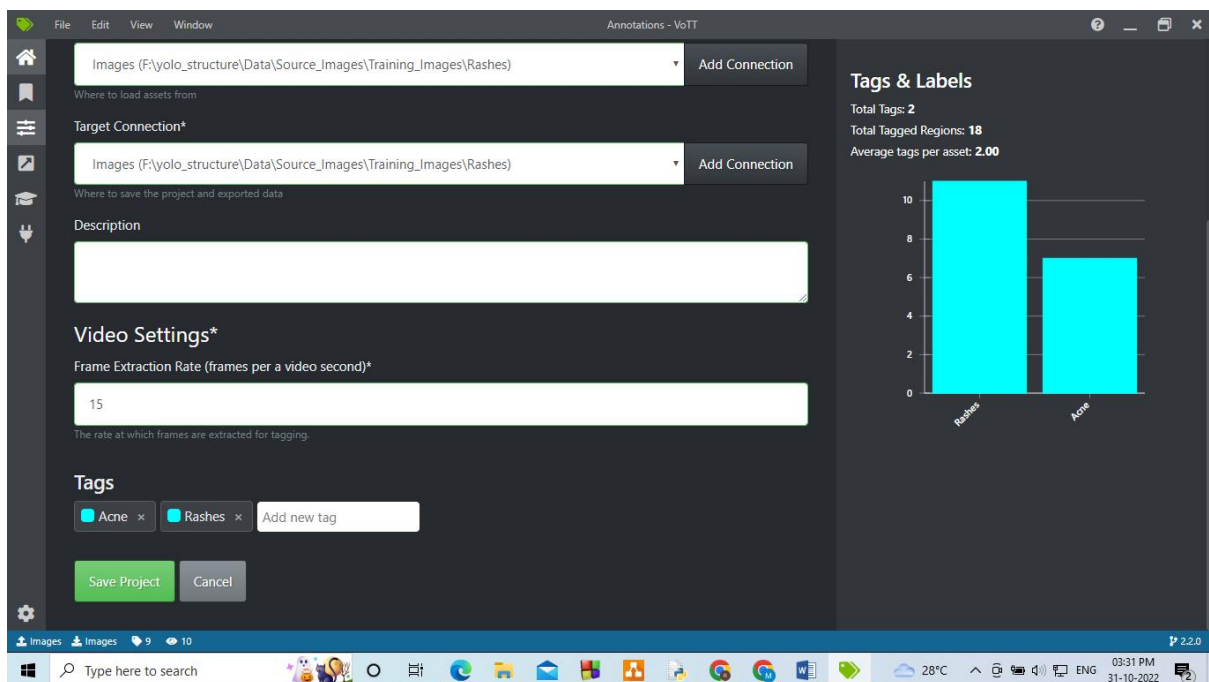 File Edit View Window Annotations - VoTT
Images (F:\yolo_structure\Data\Source_Images\Training_Images\Rashes) Add Connection
Where to load assets from
Target Connection*
Images (F:\yolo_structure\Data\Source_Images\Training_Images\Rashes) Add Connection
Where to save the project and exported data
Description
Video Settings*
Frame Extraction Rate (frames per a video second)*
15
The rate at which frames are extracted for tagging.
Tags
Acne × Rashes × Add new tag
Save Project Cancel
Tags & Labels
Total Tags: 2
Total Tagged Regions: 18
Average tags per asset: 2.00
10
8
6
4
2
0
Rashes Acne
Images Images 9 10 2.2.0
Type here to search 28°C ENG 03:31 PM
31-10-2022 2